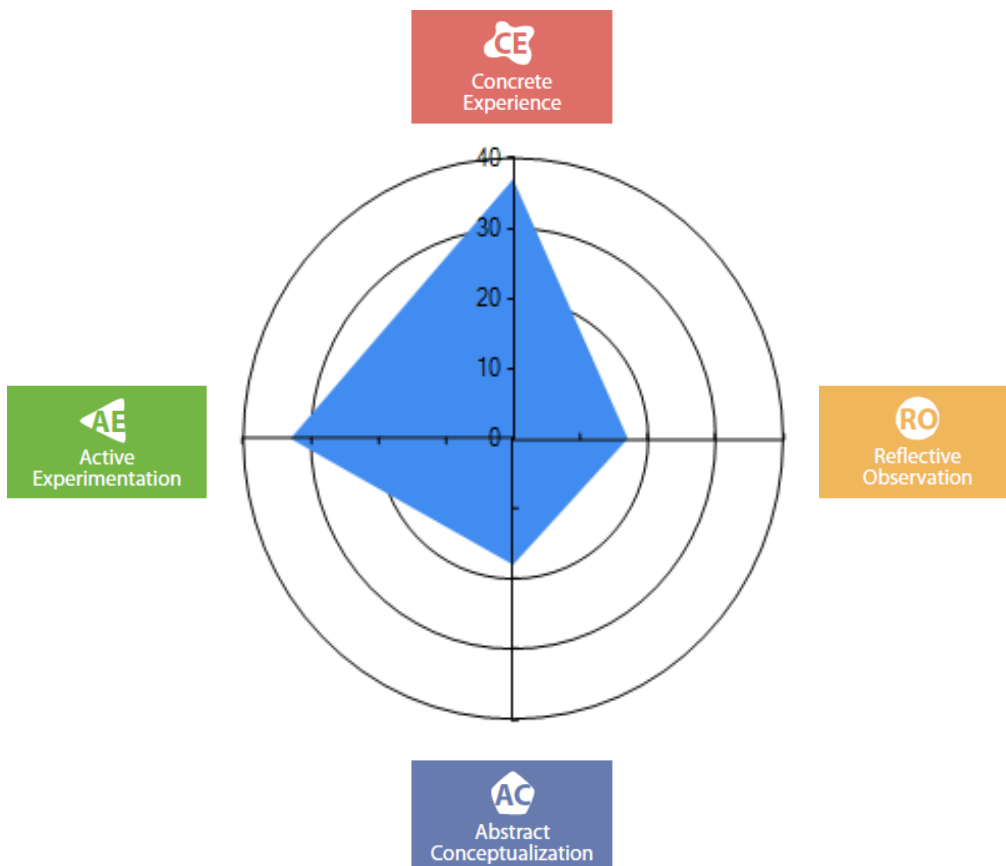 CE
Concrete
Experience
40
30
20
10
0
AE
Active
Experimentation
RO
Reflective
Observation
AC
Abstract
Conceptualization